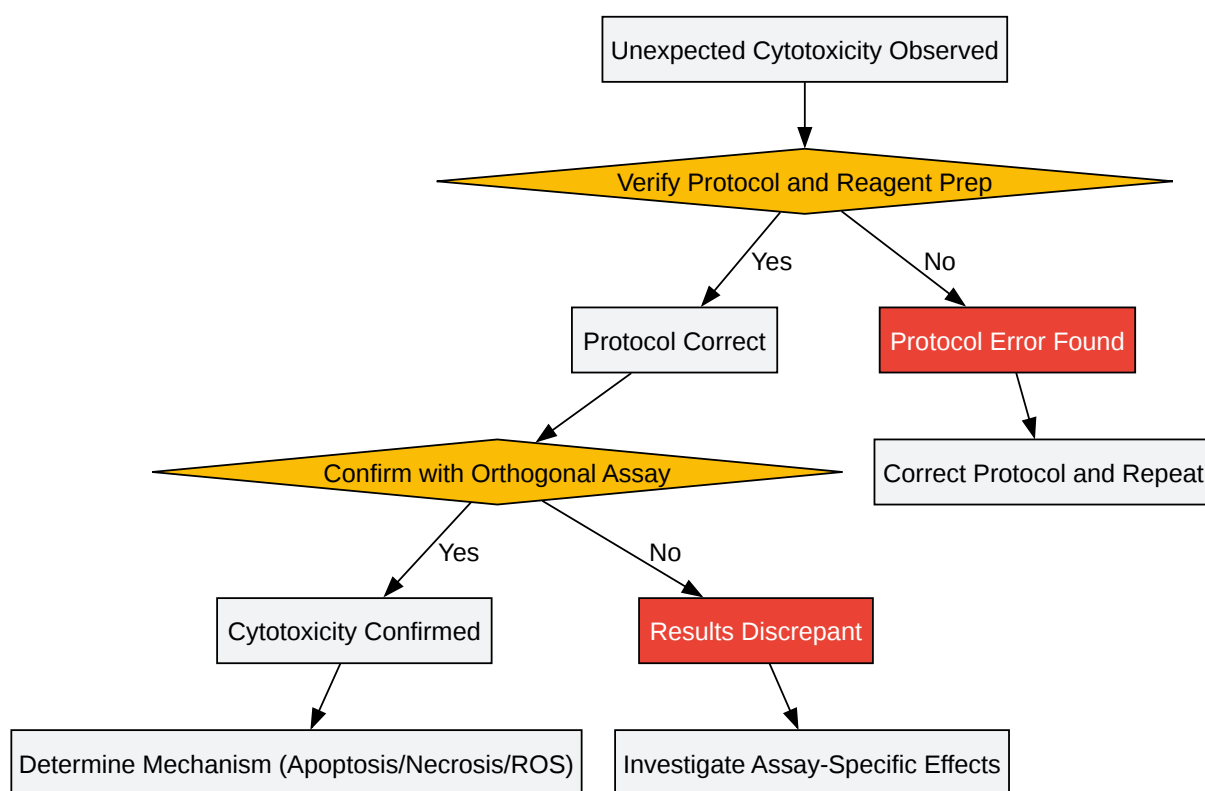 Unexpected Cytotoxicity Observed
Verify Protocol and Reagent Prep
Yes
No
Protocol Correct
Protocol Error Found
Confirm with Orthogonal Assay
Correct Protocol and Repeat
Yes
No
Cytotoxicity Confirmed
Results Discrepant
Determine Mechanism (Apoptosis/Necrosis/ROS)
Investigate Assay-Specific Effects